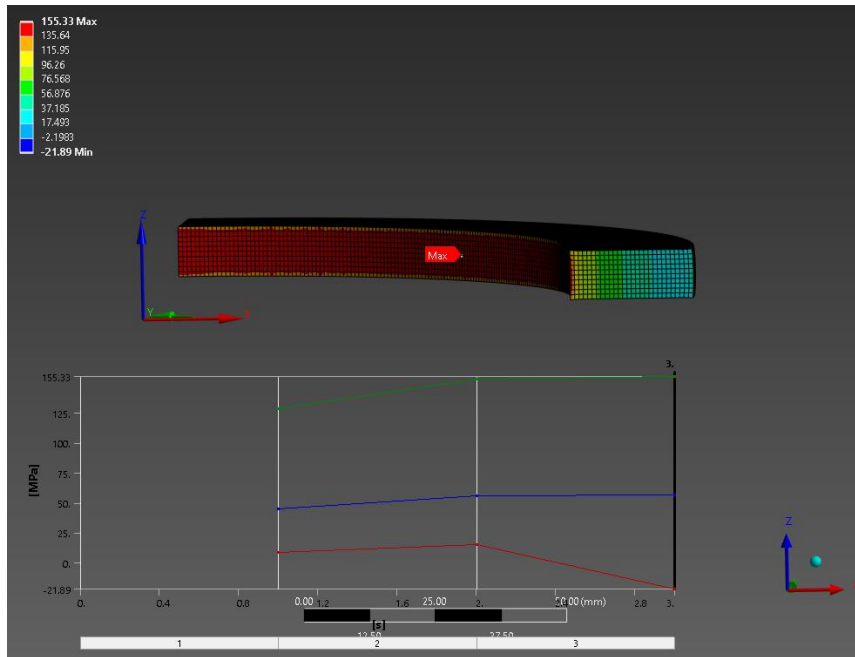 155.33 Max
135.64
115.95
96.26
76.568
56.876
37.185
17.493
-2.1983
-21.89 Min
Z
Y
X
Max
3.
155.33
125.
100.
75.
50.
25.
0.
-21.89
[MPa]
0. 0.4 0.8 1.2 1.6 2. 2.8 3.
0.00 25.00 50.00 (mm)
[s]
12.50 37.50
1 2 3
Z